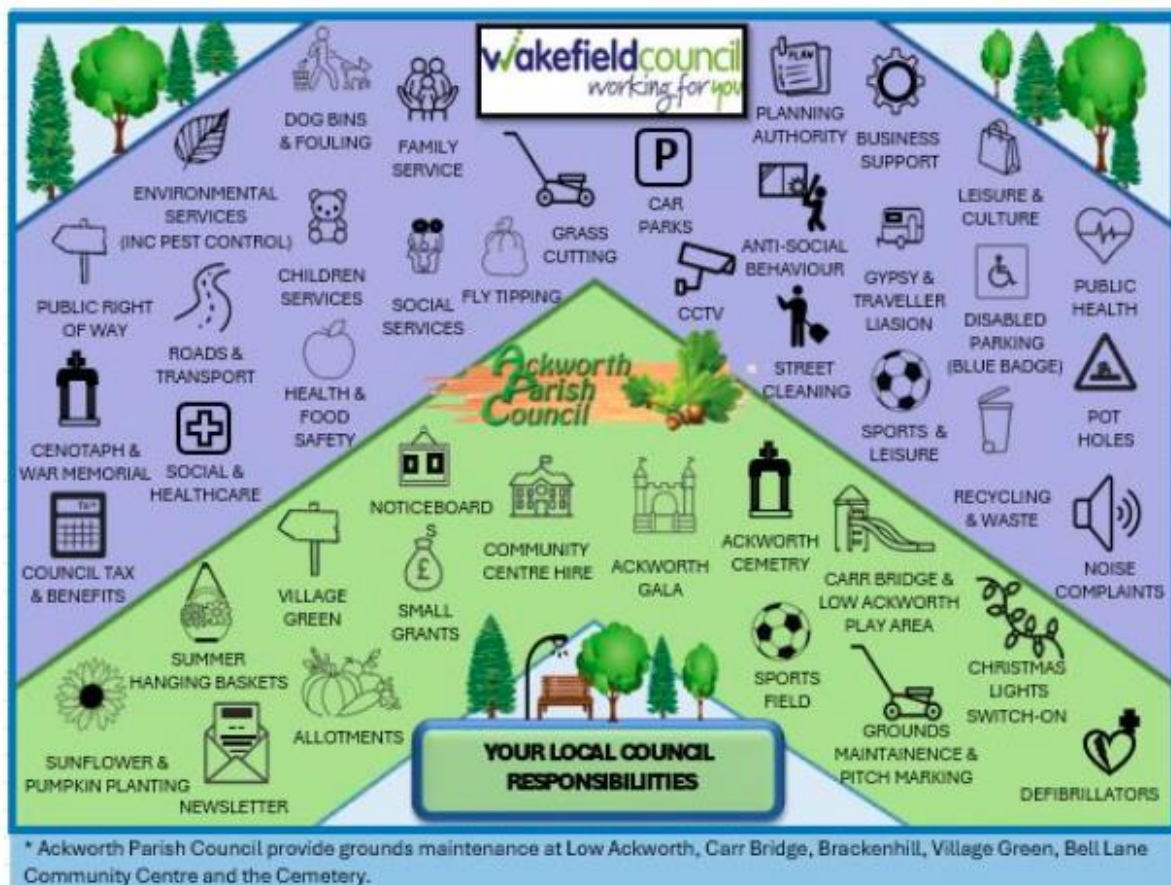 wakefieldcouncil
working for you
DOG BINS
& FOULING
FAMILY
SERVICE
PLANNING
AUTHORITY
BUSINESS
SUPPORT
ENVIRONMENTAL
SERVICES
(INC PEST CONTROL)
P
CAR
PARKS
LEISURE &
CULTURE
GRASS
CUTTING
ANTI-SOCIAL
BEHAVIOUR
GYPSY &
TRAVELLER
LIASION
PUBLIC
HEALTH
PUBLIC RIGHT
OF WAY
CHILDREN
SERVICES
SOCIAL
SERVICES
FLY TIPPING
CCTV
DISABLED
PARKING
(BLUE BADGE)
ROADS &
TRANSPORT
HEALTH &
FOOD
SAFETY
STREET
CLEANING
SPORTS &
LEISURE
POT
HOLES
CENOTAPH &
WAR MEMORIAL
SOCIAL &
HEALTHCARE
RECYCLING
& WASTE
COUNCIL TAX
& BENEFITS
NOISE
COMPLAINTS
Ackworth
Parish
Council
NOTICEBOARD
COMMUNITY
CENTRE HIRE
ACKWORTH
GALA
ACKWORTH
CEMETRY
CARR BRIDGE &
LOW ACKWORTH
PLAY AREA
VILLAGE
GREEN
£
SMALL
GRANTS
SUMMER
HANGING BASKETS
SPORTS
FIELD
CHRISTMAS
LIGHTS
SWITCH-ON
SUNFLOWER &
PUMPKIN PLANTING
NEWSLETTER
ALLOTMENTS
GROUNDS
MAINTAINENCE &
PITCH MARKING
DEFIBRILLATORS
YOUR LOCAL COUNCIL
RESPONSIBILIITIES
* Ackworth Parish Council provide grounds maintenance at Low Ackworth, Carr Bridge, Brackenhill, Village Green, Bell Lane
Community Centre and the Cemetery.